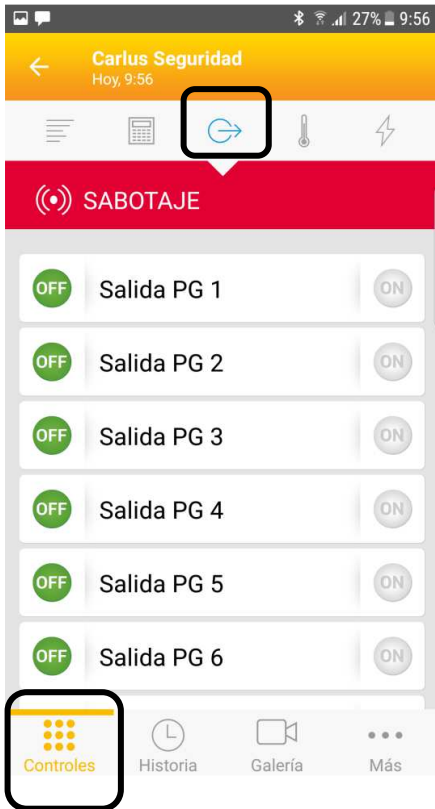 27% 9:56
Carlus Seguridad
Hoy, 9:56
SABOTAJE
OFF Salida PG 1 ON
OFF Salida PG 2 ON
OFF Salida PG 3 ON
OFF Salida PG 4 ON
OFF Salida PG 5 ON
OFF Salida PG 6 ON
Controles Historia Galería Más